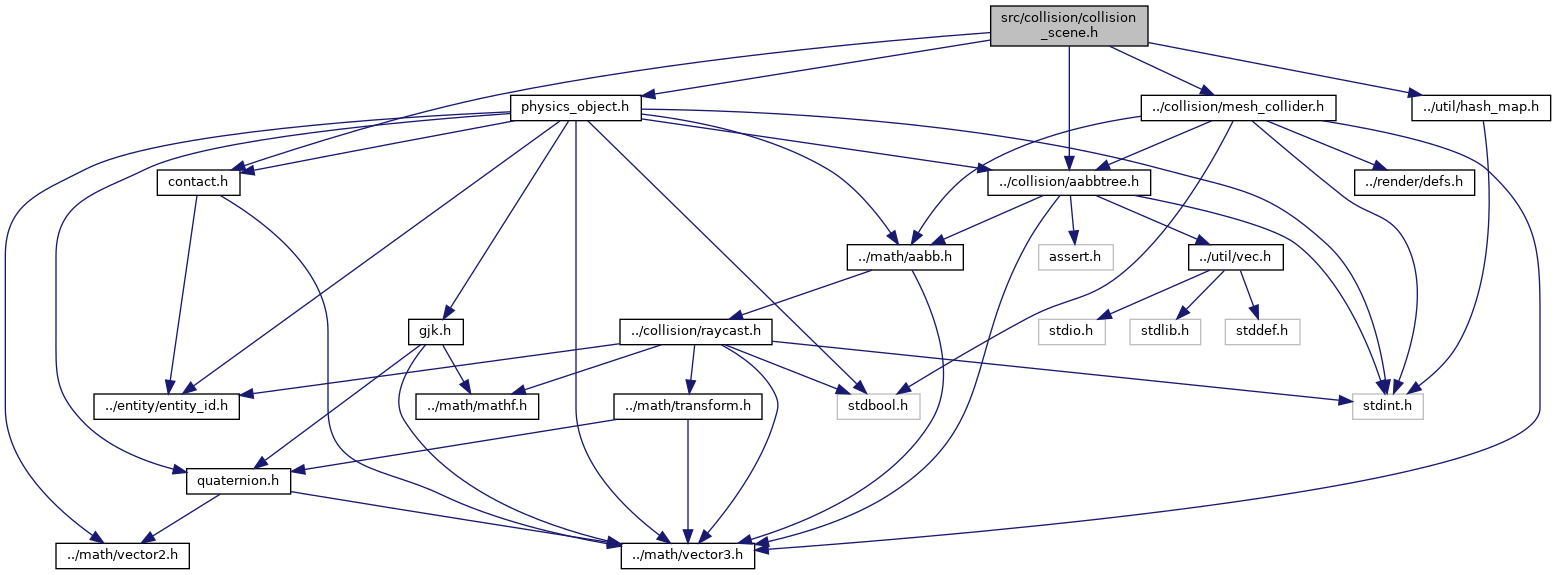 src/collision/collision
_scene.h
physics_object.h
../collision/mesh_collider.h
../util/hash_map.h
contact.h
../collision/aabbtree.h
../render/defs.h
../math/aabb.h
assert.h
../util/vec.h
gjk.h
../collision/raycast.h
stdio.h
stdlib.h
stddef.h
../entity/entity_id.h
../math/mathf.h
../math/transform.h
stdbool.h
stdint.h
quaternion.h
../math/vector2.h
../math/vector3.h